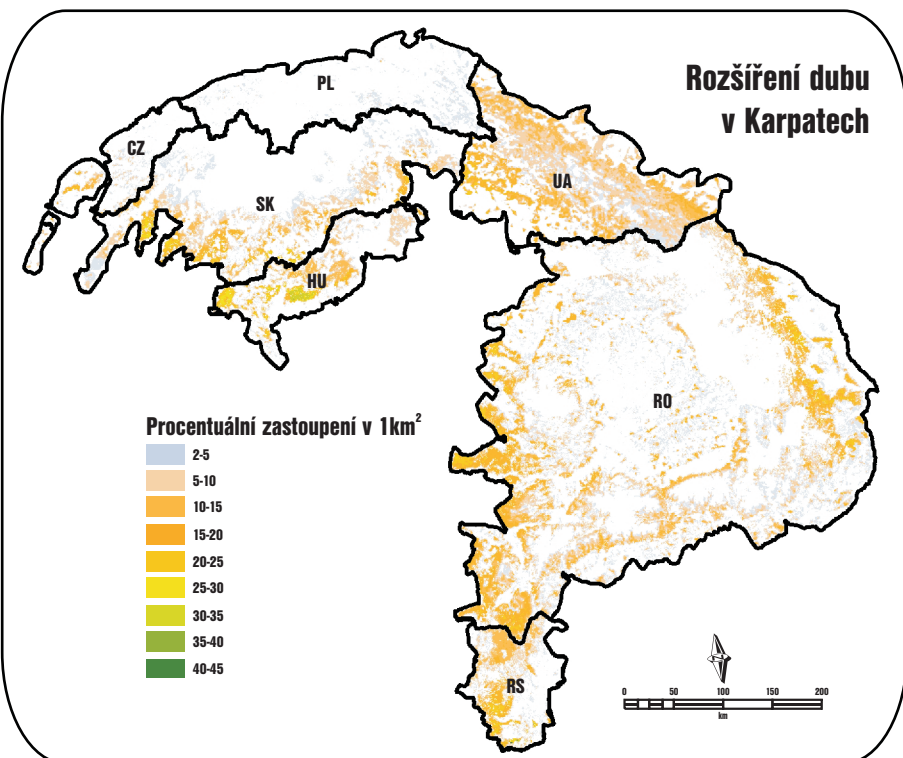 Rozšíření dubu
v Karpatech
PL
CZ
SK
UA
HU
RO
RS
Procentuální zastoupení v 1km²
2-5
5-10
10-15
15-20
20-25
25-30
30-35
35-40
40-45
0 50 100 150 200
km